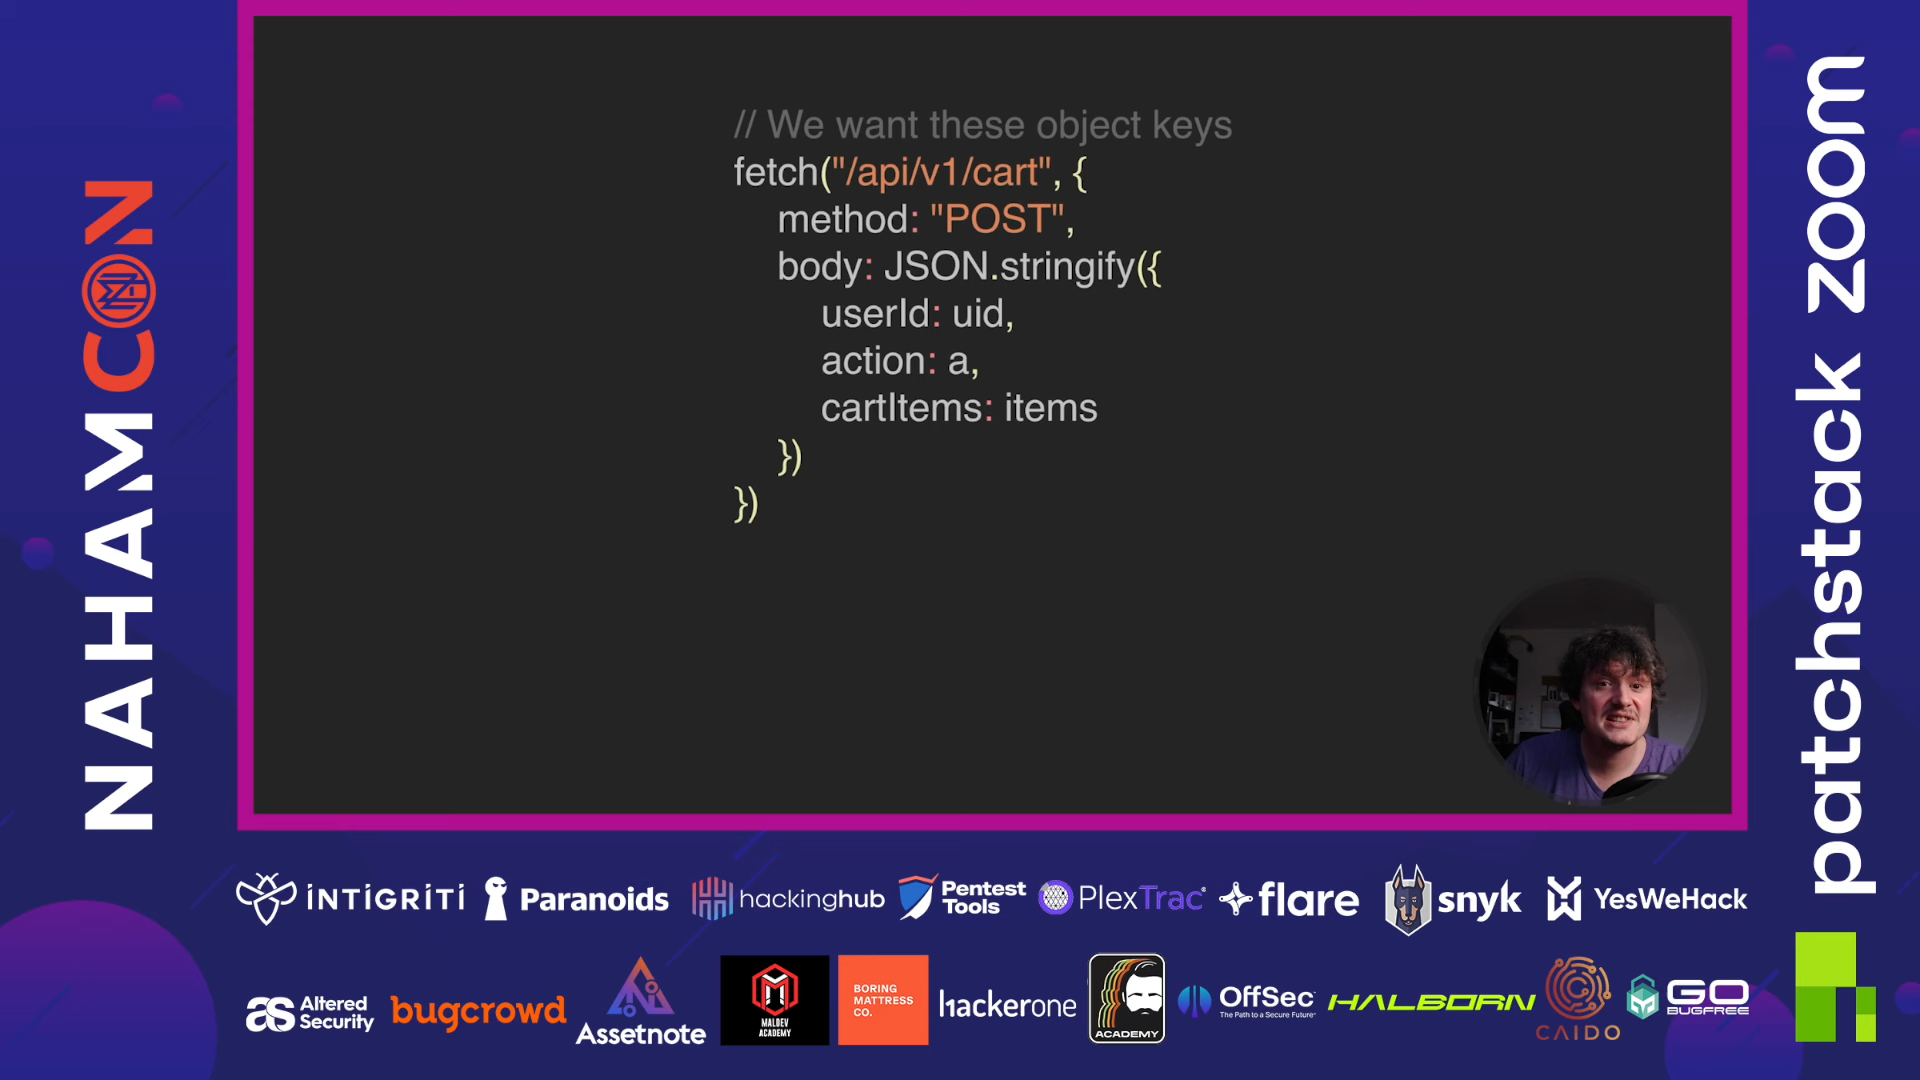 // We want these object keys
fetch("/api/v1/cart", {
method: "POST",
body: JSON.stringify({
userId: uid,
action: a,
cartItems: items
})
})
NAHAMCON
patchstack zoom
INTIGRITI
Paranoids
hackinghub
Pentest
Tools
PlexTrac
flare
snyk
YesWeHack
as Altered
Security
bugcrowd
Assetnote
MALDEV
ACADEMY
BORING
MATTRESS
CO.
hackerone
ACADEMY
OffSec
The Path to a Secure Future
HALBORN
CAIDO
GO
BUGFREE